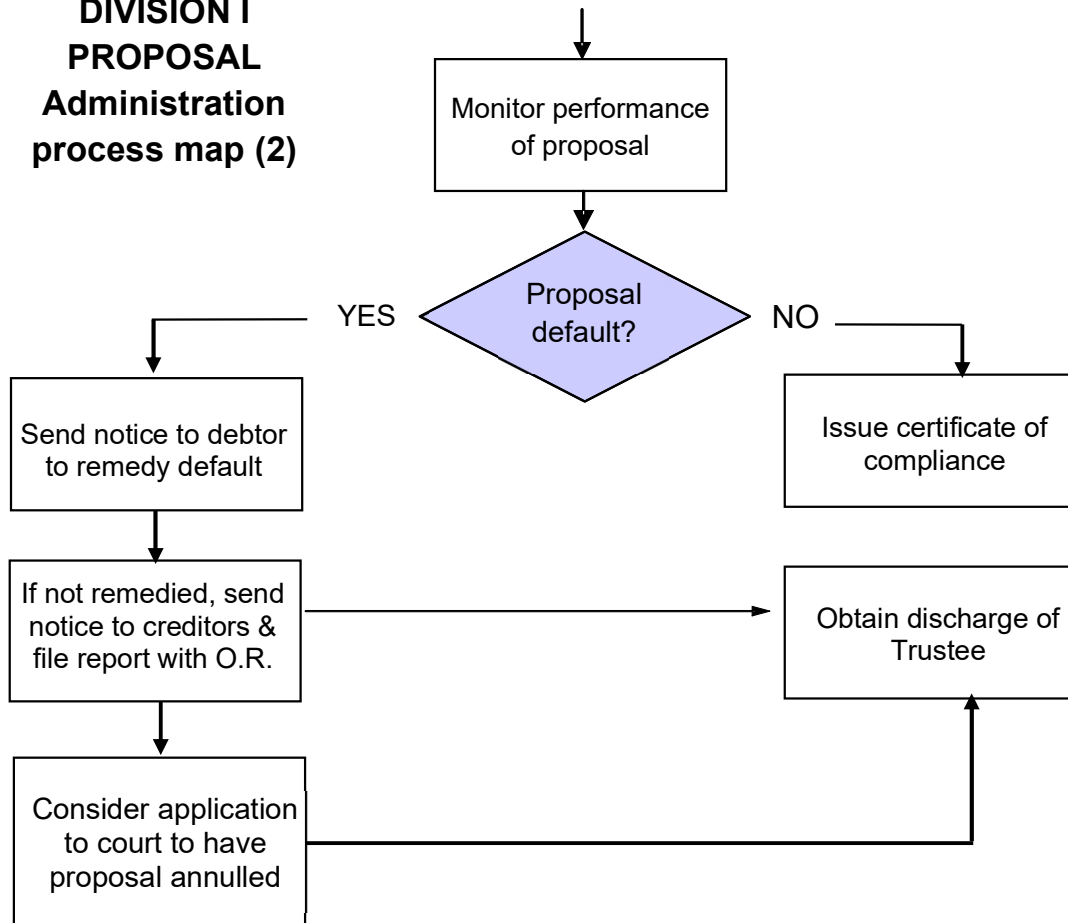 DIVISION I
PROPOSAL
Administration
process map (2)
Monitor performance
of proposal
Proposal
default?
YES
NO
Send notice to debtor
to remedy default
Issue certificate of
compliance
If not remedied, send
notice to creditors &
file report with O.R.
Obtain discharge of
Trustee
Consider application
to court to have
proposal annulled